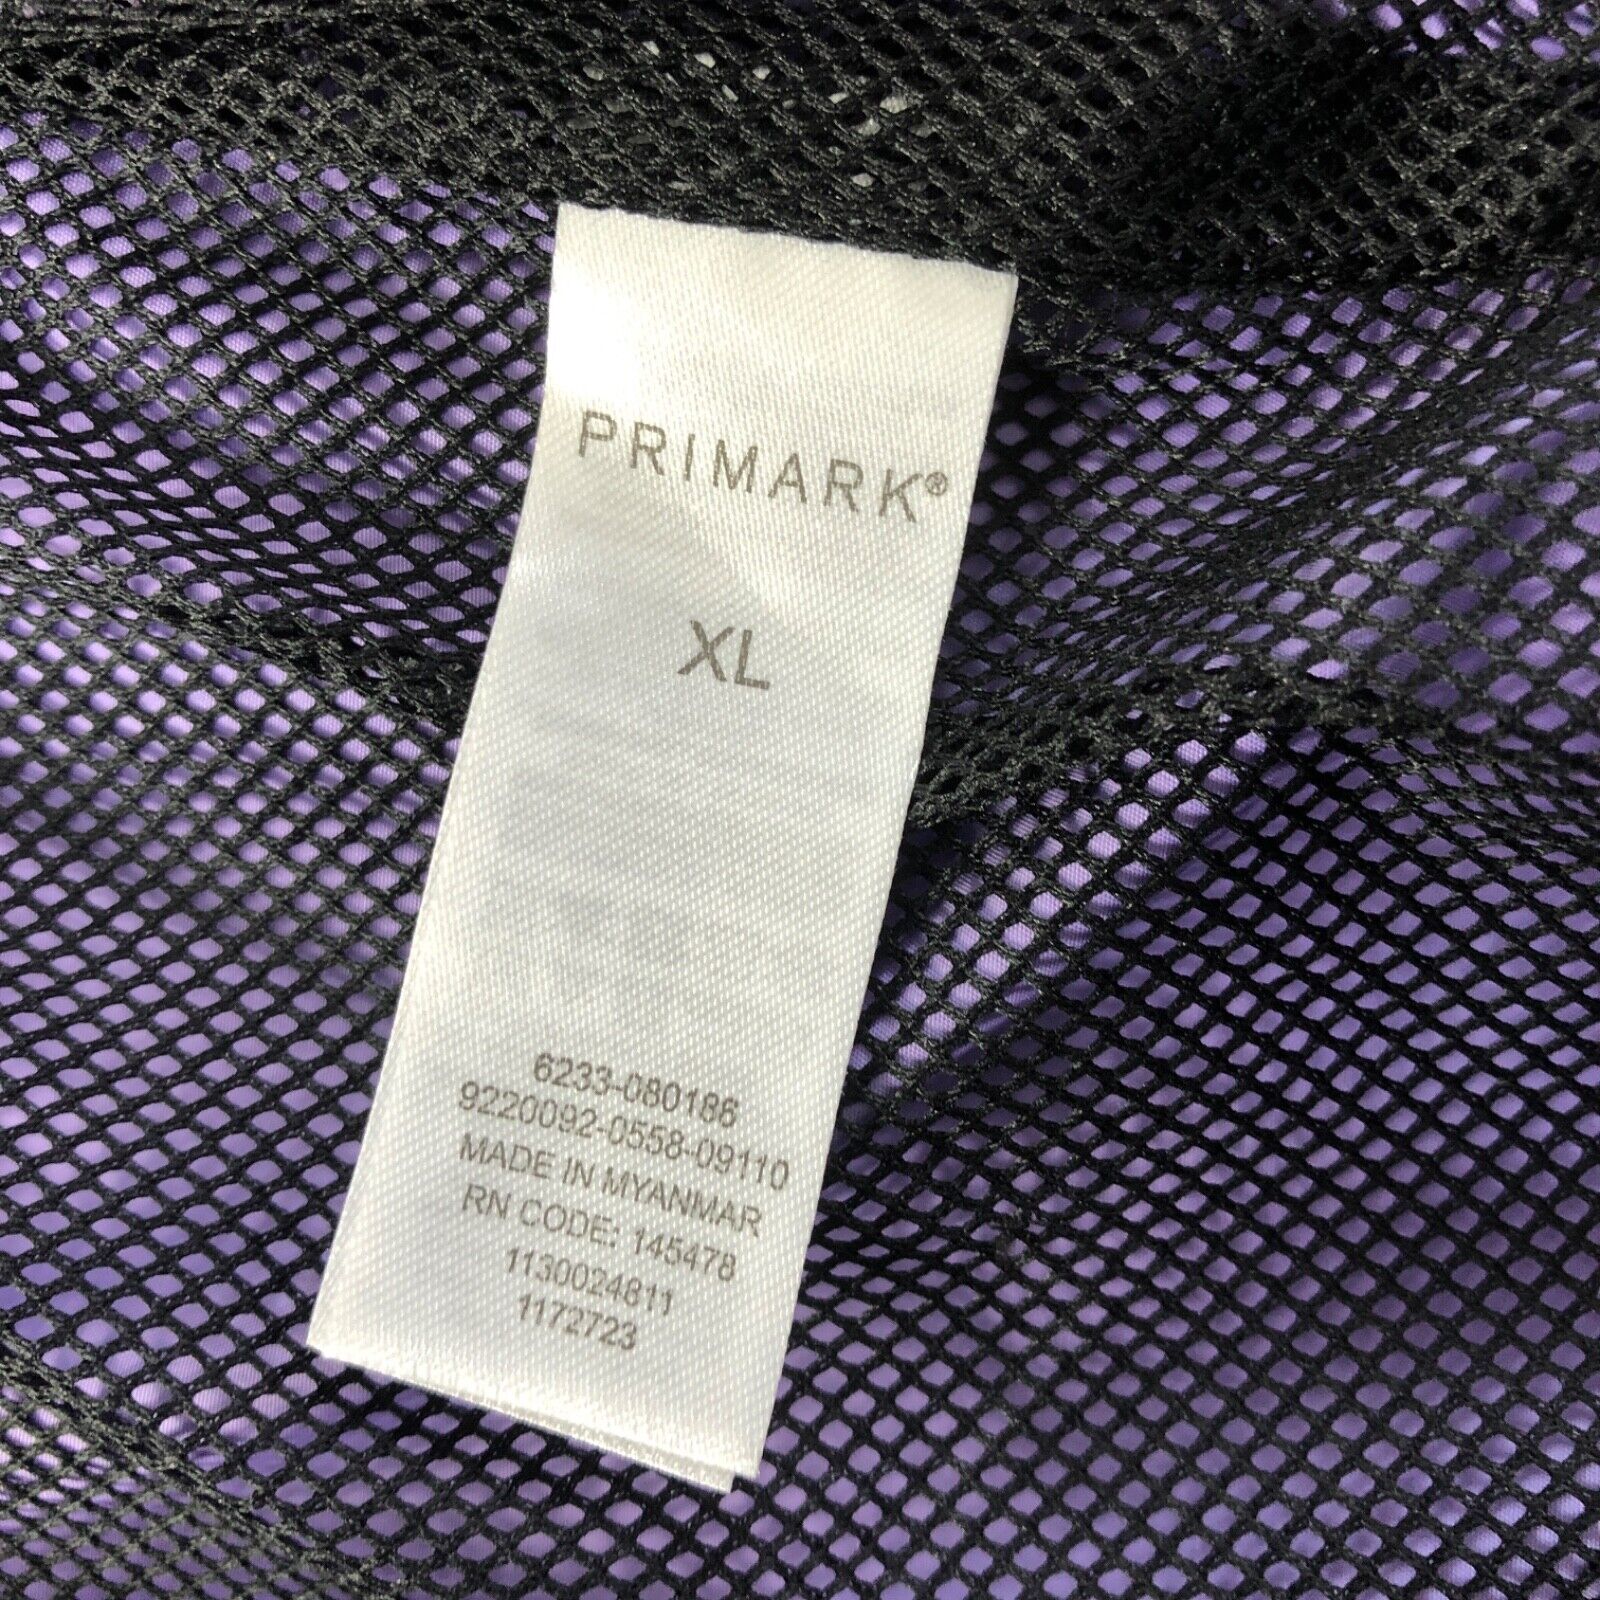 PRIMARK®
XL
6233-080186
9220092-0558-09110
MADE IN MYANMAR
RN CODE: 145478
1130024811
1172723